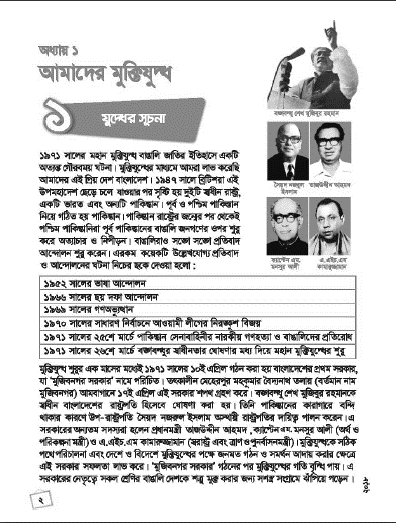 অধ্যায় ১
আমাদের মুক্তিযুদ্ধ
১ যুদ্ধের সূচনা
বঙ্গবন্ধু শেখ মুজিবুর রহমান
সৈয়দ নজরুল ইসলাম
তাজউদ্দীন আহমদ
ক্যাপ্টেন এম. মনসুর আলী
এ.এইচ.এম কামারুজ্জামান
১৯৭১ সালের মহান মুক্তিযুদ্ধ বাঙালি জাতির ইতিহাসে একটি
অত্যন্ত গৌরবময় ঘটনা। মুক্তিযুদ্ধের মাধ্যমে আমরা লাভ করেছি
আমাদের এই প্রিয় দেশ বাংলাদেশ। ১৯৪৭ সালে ব্রিটিশরা এই
উপমহাদেশ ছেড়ে চলে যাওয়ার পর সৃষ্টি হয় দুইটি স্বাধীন রাষ্ট্র,
একটি ভারত এবং অন্যটি পাকিস্তান। পূর্ব ও পশ্চিম পাকিস্তান
নিয়ে গঠিত হয় পাকিস্তান। পাকিস্তান রাষ্ট্রের জন্মের পর থেকেই
পশ্চিম পাকিস্তানিরা পূর্ব পাকিস্তানের বাঙালি জনগণের ওপর শুরু
করে অত্যাচার ও নিপীড়ন। বাঙালিরাও সঙ্গে সঙ্গে প্রতিবাদ
আন্দোলন শুরু করেন। এরকম কয়েকটি উল্লেখযোগ্য প্রতিবাদ
ও আন্দোলনের ঘটনা নিচের ছকে দেওয়া হলো :
১৯৫২ সালের ভাষা আন্দোলন
১৯৬৬ সালের ছয় দফা আন্দোলন
১৯৬৯ সালের গণঅভ্যুত্থান
১৯৭০ সালের সাধারণ নির্বাচনে আওয়ামী লীগের নিরঙ্কুশ বিজয়
১৯৭১ সালের ২৫শে মার্চে পাকিস্তান সেনাবাহিনীর নারকীয় গণহত্যা ও বাঙালিদের প্রতিরোধ
১৯৭১ সালের ২৬শে মার্চে বঙ্গবন্ধুর স্বাধীনতার ঘোষণার মধ্য দিয়ে মহান মুক্তিযুদ্ধের শুরু
মুক্তিযুদ্ধ শুরুর এক মাসের মধ্যেই ১৯৭১ সালের ১০ই এপ্রিল গঠন করা হয় বাংলাদেশের প্রথম সরকার,
যা 'মুজিবনগর সরকার' নামে পরিচিত। তৎকালীন মেহেরপুর মহকুমার বৈদ্যনাথ তলায় (বর্তমান নাম
মুজিবনগর) আমবাগানে ১৭ই এপ্রিল এই সরকার শপথ গ্রহণ করে। বঙ্গবন্ধু শেখ মুজিবুর রহমানকে
স্বাধীন বাংলাদেশের রাষ্ট্রপতি হিসেবে ঘোষণা করা হয়। তিনি পাকিস্তানের কারাগারে বন্দি
থাকার কারণে উপ-রাষ্ট্রপতি সৈয়দ নজরুল ইসলাম অস্থায়ী রাষ্ট্রপতির দায়িত্ব পালন করেন। এ
সরকারের অন্যতম সদস্যরা হলেন প্রধানমন্ত্রী তাজউদ্দীন আহমদ, ক্যাপ্টেন এম. মনসুর আলী (অর্থ ও
পরিকল্পনা মন্ত্রী) ও এ.এইচ.এম কামারুজ্জামান (স্বরাষ্ট্র এবং ত্রাণ ও পুনর্বাসন মন্ত্রী)। মুক্তিযুদ্ধকে সঠিক
পথে পরিচালনা এবং দেশে ও বিদেশে মুক্তিযুদ্ধের পক্ষে জনমত গঠন ও সমর্থন আদায় করার ক্ষেত্রে
এই সরকার সফলতা লাভ করে। 'মুজিবনগর সরকার' গঠনের পর মুক্তিযুদ্ধের গতি বৃদ্ধি পায়। এ
সরকারের নেতৃত্বে সকল শ্রেণির বাঙালি দেশকে শত্রু মুক্ত করার জন্য সশস্ত্র সংগ্রামে ঝাঁপিয়ে পড়েন।
২
২০১৮